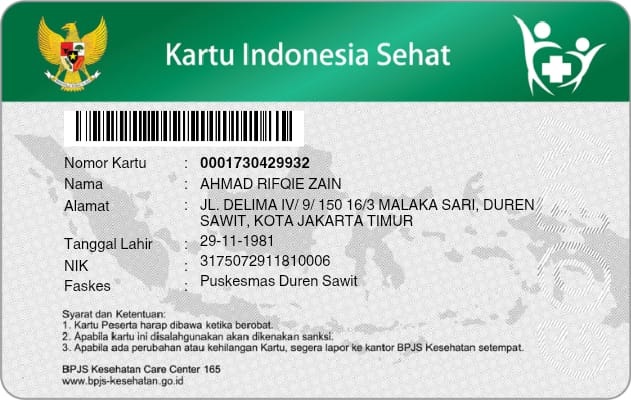 Kartu Indonesia Sehat
Nomor Kartu : 0001730429932
Nama : AHMAD RIFQIE ZAIN
Alamat : JL. DELIMA IV/ 9/ 150 16/3 MALAKA SARI, DUREN
SAWIT, KOTA JAKARTA TIMUR
Tanggal Lahir : 29-11-1981
NIK : 3175072911810006
Faskes : Puskesmas Duren Sawit
Syarat dan Ketentuan:
1. Kartu Peserta harap dibawa ketika berobat.
2. Apabila kartu ini disalahgunakan akan dikenakan sanksi.
3. Apabila ada perubahan atau kehilangan Kartu, segera lapor ke kantor BPJS Kesehatan setempat.
BPJS Kesehatan Care Center 165
www.bpjs-kesehatan.go.id